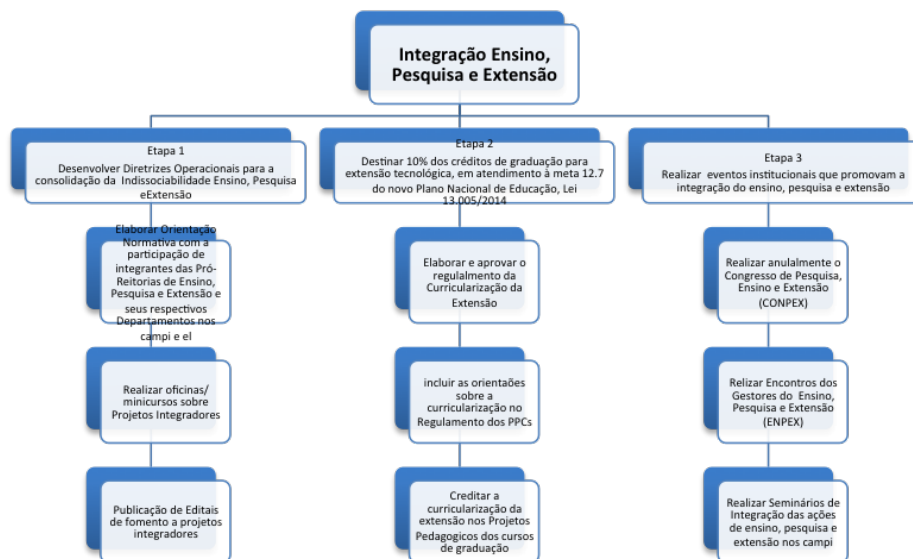 Integração Ensino,
Pesquisa e Extensão
Etapa 1
Desenvolver Diretrizes Operacionais para a
consolidação da Indissociabilidade Ensino, Pesquisa
eExtensão
Etapa 2
Destinar 10% dos créditos de graduação para
extensão tecnológica, em atendimento à meta 12.7
do novo Plano Nacional de Educação, Lei
13.005/2014
Etapa 3
Realizar eventos institucionais que promovam a
integração do ensino, pesquisa e extensão
Elaborar Orientação
Normativa com a
participação de
integrantes das Pró-
Reitorias de Ensino,
Pesquisa e Extensão e
seus respectivos
Departamentos nos
campi e el
Elaborar e aprovar o
regulalmento da
Curricularização da
Extensão
Realizar anulalmente o
Congresso de Pesquisa,
Ensino e Extensão
(CONPEX)
Realizar oficinas/
minicursos sobre
Projetos Integradores
incluir as orientaões
sobre a
curricularização no
Regulamento dos PPCs
Relizar Encontros dos
Gestores do Ensino,
Pesquisa e Extensão
(ENPEX)
Publicação de Editais
de fomento a projetos
integradores
Creditar a
curricularização da
extensão nos Projetos
Pedagogicos dos cursos
de graduação
Realizar Seminários de
Integração das ações
de ensino, pesquisa e
extensão nos campi